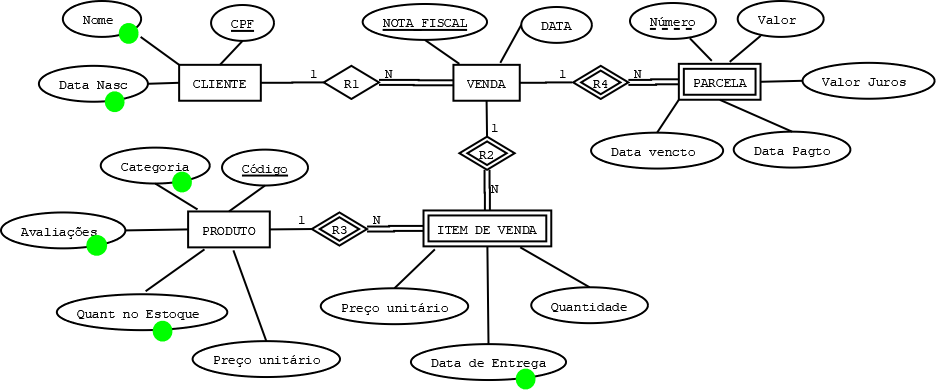 Nome
CPF
NOTA FISCAL
DATA
Número
Valor
Data Nasc
CLIENTE
1
R1
N
VENDA
1
R4
N
PARCELA
Valor Juros
1
Data vencto
Data Pagto
Categoria
Código
R2
N
Avaliações
PRODUTO
1
R3
N
ITEM DE VENDA
Quant no Estoque
Preço unitário
Quantidade
Preço unitário
Data de Entrega